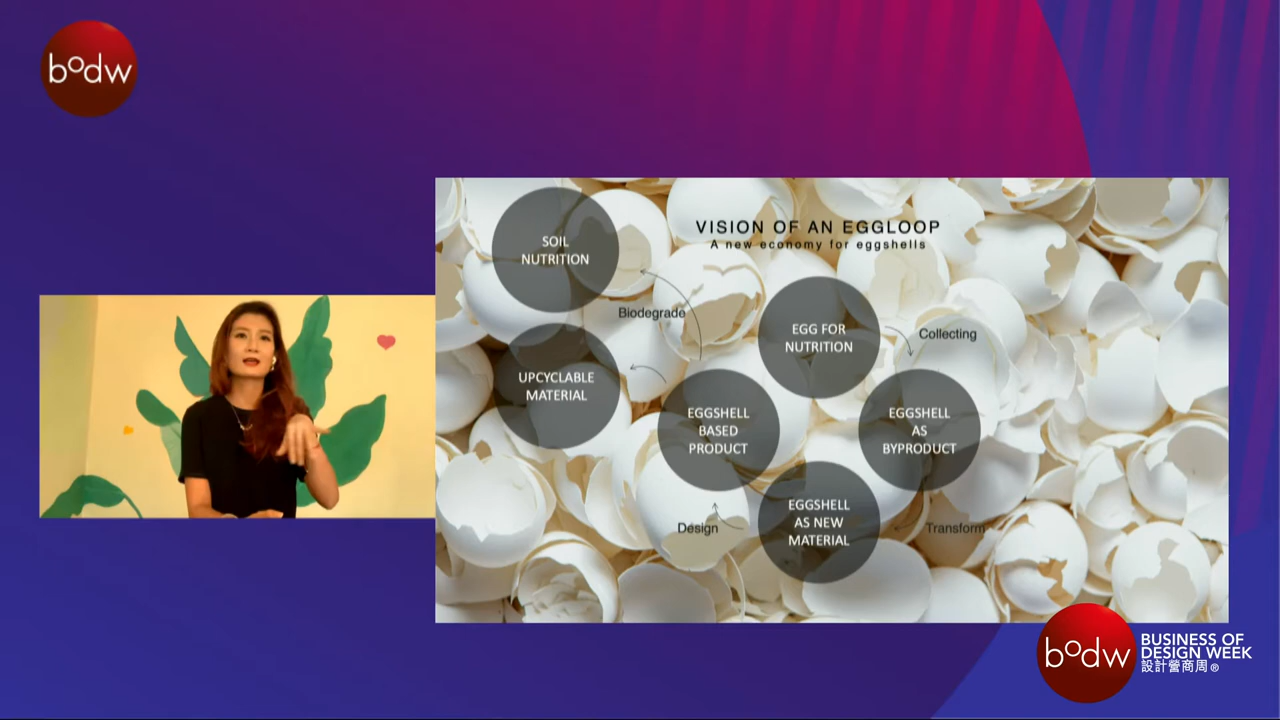 bodw
VISION OF AN EGGLOOP
A new economy for eggshells
SOIL
NUTRITION
Biodegrade
EGG FOR
NUTRITION
Collecting
UPCYCLABLE
MATERIAL
EGGSHELL
BASED
PRODUCT
EGGSHELL
AS
BYPRODUCT
EGGSHELL
AS NEW
MATERIAL
Design
Transform
bodw
BUSINESS OF
DESIGN WEEK
設計營商周®